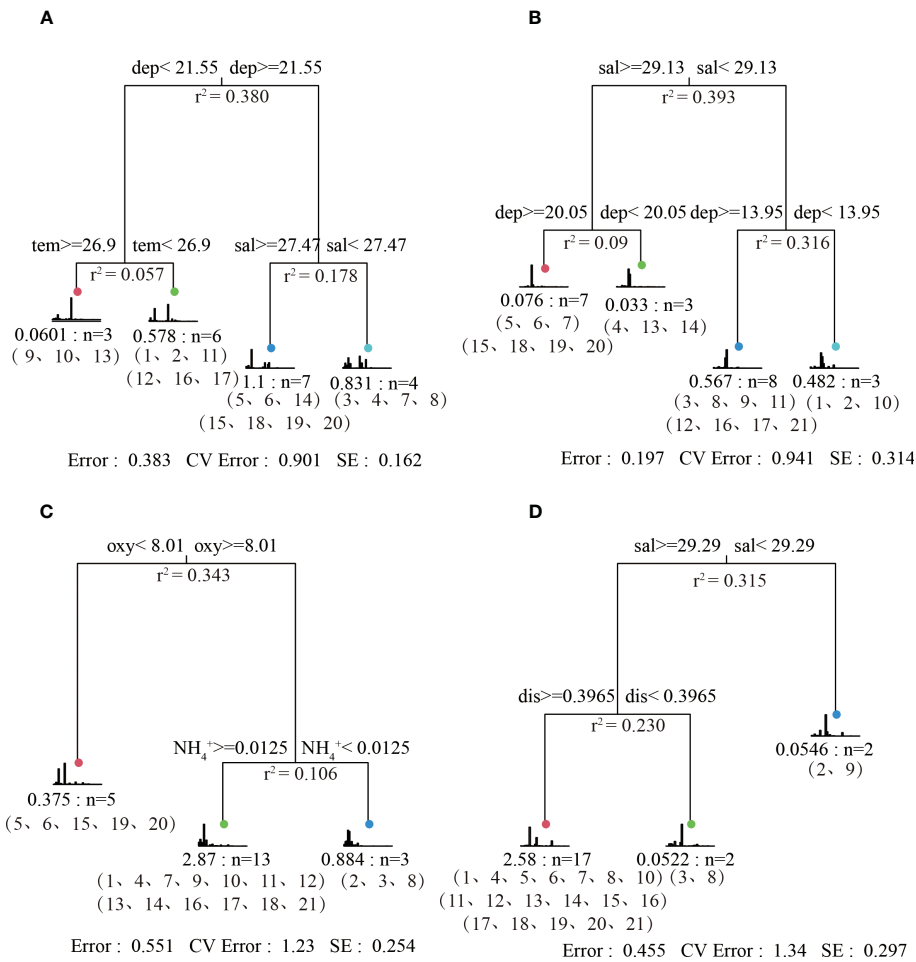 A
dep< 21.55 dep>=21.55
r² = 0.380
tem>=26.9 tem< 26.9
r² = 0.057
sal>=27.47 sal< 27.47
r² = 0.178
0.0601 : n=3
(9、10、13)
0.578 : n=6
(1、2、11)
(12、16、17)
1.1 : n=7
(5、6、14)
(15、18、19、20)
0.831 : n=4
(3、4、7、8)
Error : 0.383 CV Error : 0.901 SE : 0.162
B
sal>=29.13 sal< 29.13
r² = 0.393
dep>=20.05 dep< 20.05
r² = 0.09
dep>=13.95 dep< 13.95
r² = 0.316
0.076 : n=7
(5、6、7)
(15、18、19、20)
0.033 : n=3
(4、13、14)
0.567 : n=8
(3、8、9、11)
(12、16、17、21)
0.482 : n=3
(1、2、10)
Error : 0.197 CV Error : 0.941 SE : 0.314
C
oxy< 8.01 oxy>=8.01
r² = 0.343
NH₄⁺>=0.0125 NH₄⁺< 0.0125
r² = 0.106
0.375 : n=5
(5、6、15、19、20)
2.87 : n=13
(1、4、7、9、10、11、12)
(13、14、16、17、18、21)
0.884 : n=3
(2、3、8)
Error : 0.551 CV Error : 1.23 SE : 0.254
D
sal>=29.29 sal< 29.29
r² = 0.315
dis>=0.3965 dis< 0.3965
r² = 0.230
0.0546 : n=2
(2、9)
2.58 : n=17
(1、4、5、6、7、8、10)
(11、12、13、14、15、16)
(17、18、19、20、21)
0.0522 : n=2
(3、8)
Error : 0.455 CV Error : 1.34 SE : 0.297